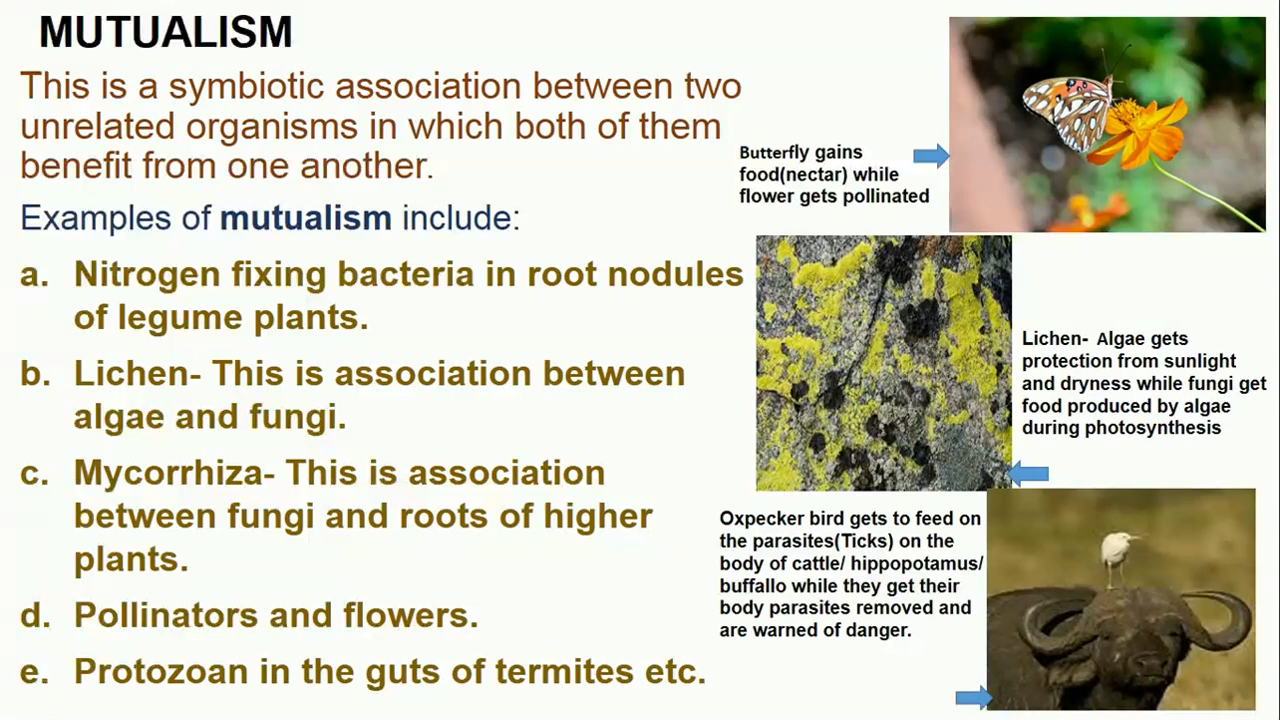 MUTUALISM
This is a symbiotic association between two
unrelated organisms in which both of them
benefit from one another.
Examples of mutualism include:
a. Nitrogen fixing bacteria in root nodules
of legume plants.
b. Lichen- This is association between
algae and fungi.
c. Mycorrhiza- This is association
between fungi and roots of higher
plants.
d. Pollinators and flowers.
e. Protozoan in the guts of termites etc.
Butterfly gains
food(nectar) while
flower gets pollinated
Lichen- Algae gets
protection from sunlight
and dryness while fungi get
food produced by algae
during photosynthesis
Oxpecker bird gets to feed on
the parasites(Ticks) on the
body of cattle/ hippopotamus/
buffallo while they get their
body parasites removed and
are warned of danger.